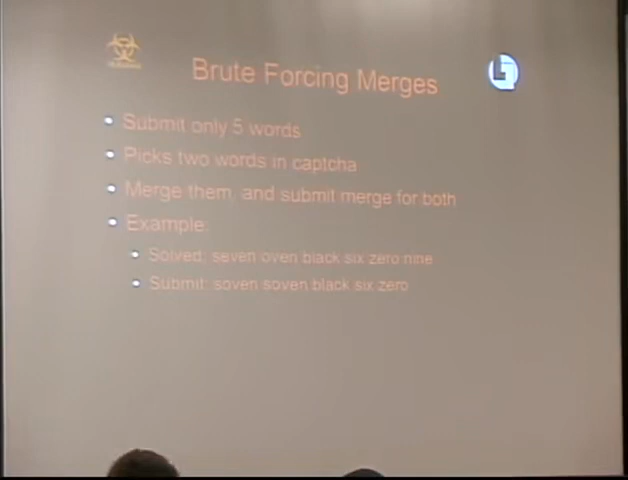 Brute Forcing Merges
Submit only 5 words
Picks two words in captcha
Merge them, and submit merge for both
Example:
Solved: seven oven black six zero nine
Submit: soven soven black six zero